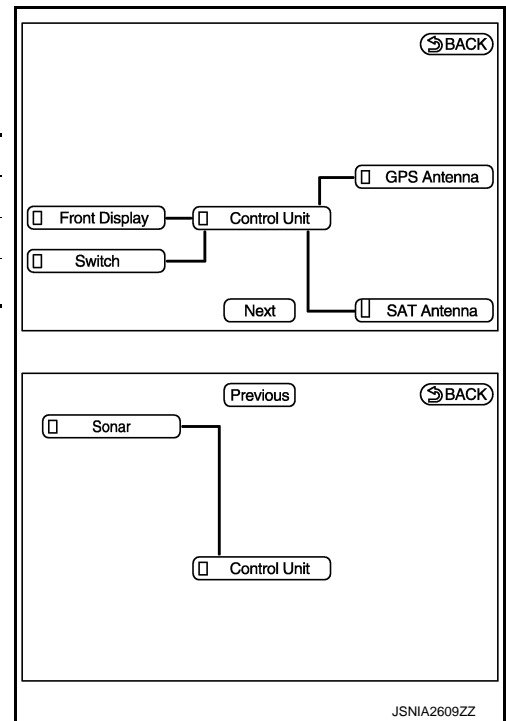 BACK
GPS Antenna
Front Display
Control Unit
Switch
Next
SAT Antenna
Previous
BACK
Sonar
Control Unit
JSNIA2609ZZ